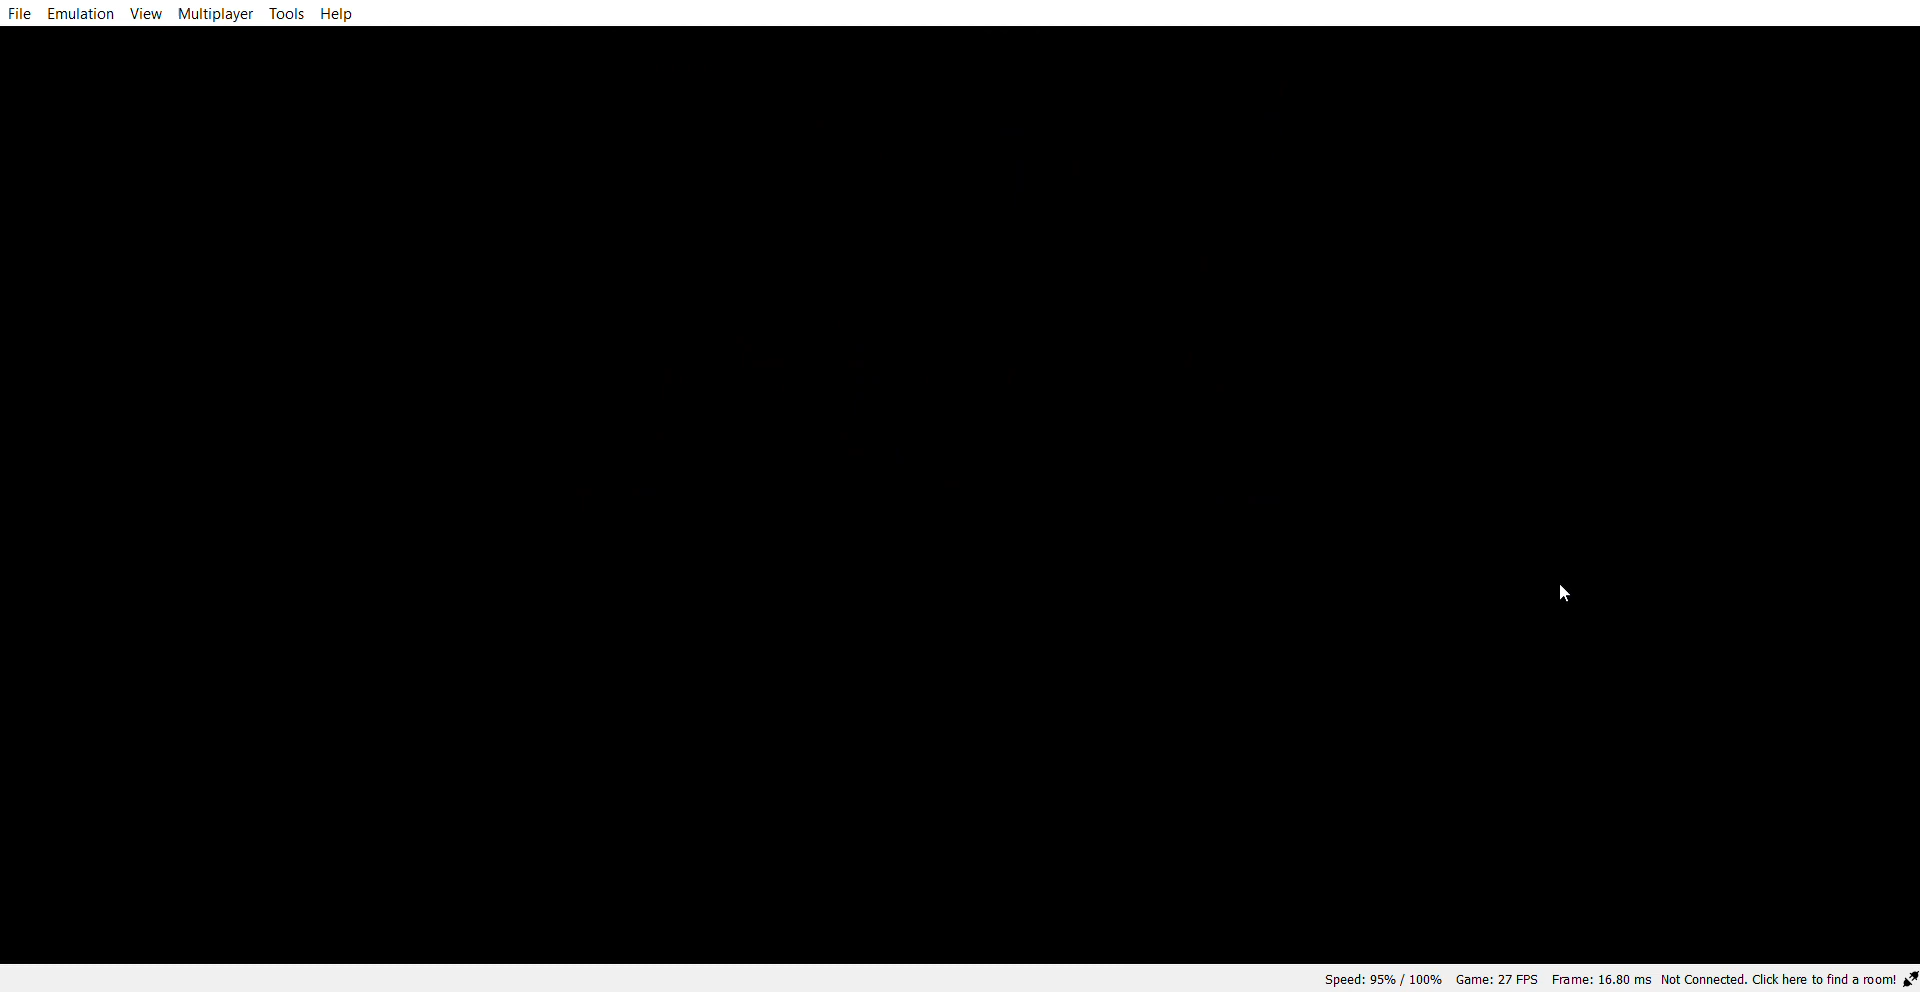 File Emulation View Multiplayer Tools Help
Speed: 95% / 100% Game: 27 FPS Frame: 16.80 ms Not Connected. Click here to find a room!